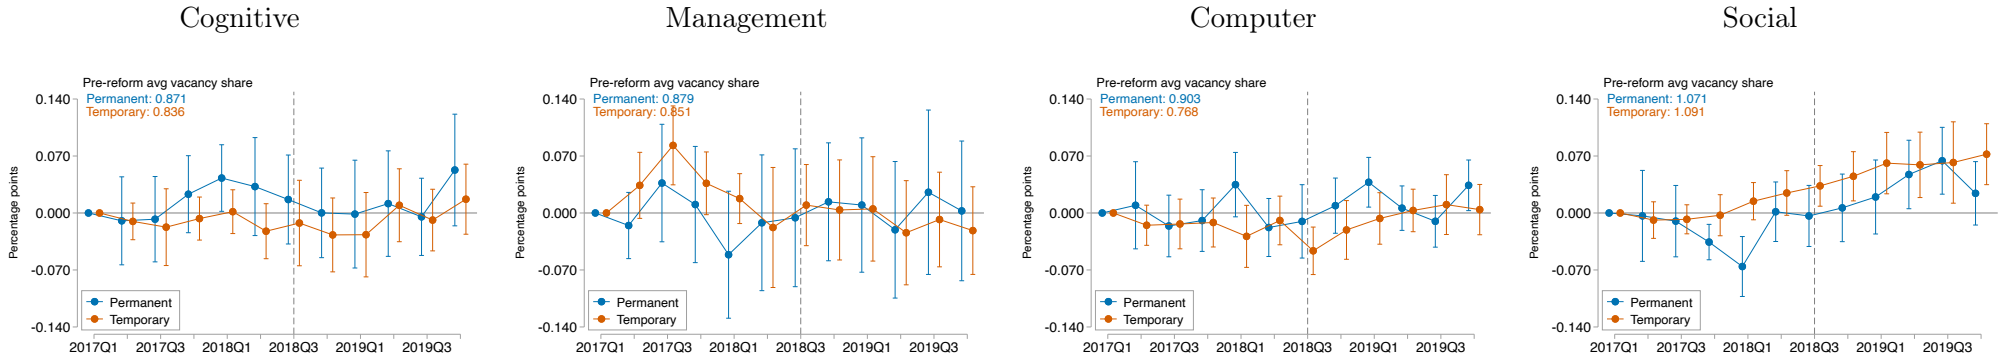 Cognitive
Pre-reform avg vacancy share
Permanent: 0.871
Temporary: 0.836
Percentage points
0.140
0.070
0.000
-0.070
-0.140
Permanent
Temporary
2017Q1 2017Q3 2018Q1 2018Q3 2019Q1 2019Q3
Management
Pre-reform avg vacancy share
Permanent: 0.879
Temporary: 0.851
Percentage points
0.140
0.070
0.000
-0.070
-0.140
Permanent
Temporary
2017Q1 2017Q3 2018Q1 2018Q3 2019Q1 2019Q3
Computer
Pre-reform avg vacancy share
Permanent: 0.903
Temporary: 0.768
Percentage points
0.140
0.070
0.000
-0.070
-0.140
Permanent
Temporary
2017Q1 2017Q3 2018Q1 2018Q3 2019Q1 2019Q3
Social
Pre-reform avg vacancy share
Permanent: 1.071
Temporary: 1.091
Percentage points
0.140
0.070
0.000
-0.070
-0.140
Permanent
Temporary
2017Q1 2017Q3 2018Q1 2018Q3 2019Q1 2019Q3